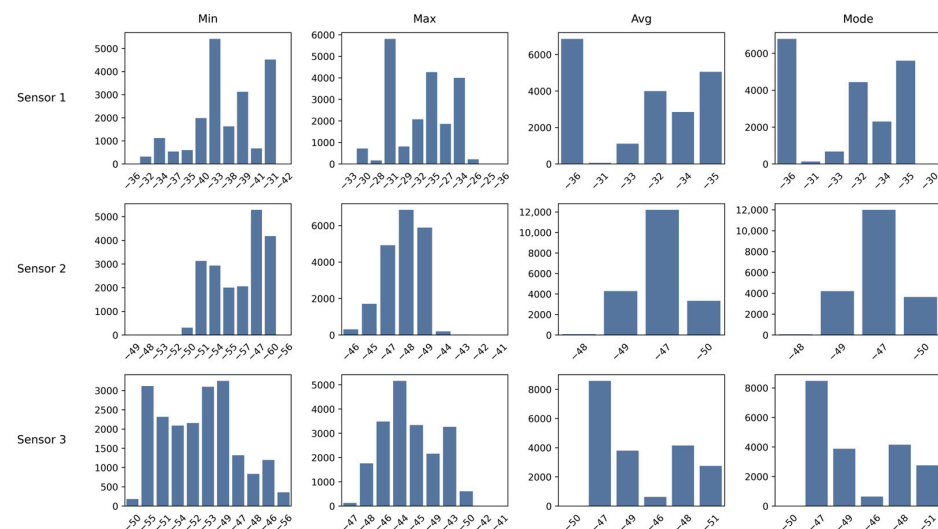 Min Max Avg Mode
Sensor 1
5000 4000 3000 2000 1000 0
−36 −32 −34 −37 −35 −40 −33 −38 −39 −41 −31 −42
6000 5000 4000 3000 2000 1000 0
−33 −30 −28 −31 −29 −32 −35 −27 −34 −26 −25 −36
6000 4000 2000 0
−36 −31 −33 −32 −34 −35
6000 4000 2000 0
−36 −31 −33 −32 −34 −35 −30
Sensor 2
5000 4000 3000 2000 1000 0
−49 −48 −53 −52 −50 −51 −54 −55 −57 −47 −60 −56
6000 4000 2000 0
−46 −45 −47 −48 −49 −44 −43 −42 −41
12,000 10,000 8000 6000 4000 2000 0
−48 −49 −47 −50
12,000 10,000 8000 6000 4000 2000 0
−48 −49 −47 −50
Sensor 3
3000 2500 2000 1500 1000 500 0
−50 −55 −51 −54 −52 −53 −49 −47 −48 −46 −56
5000 4000 3000 2000 1000 0
−47 −48 −46 −44 −45 −49 −43 −50 −42 −41
8000 6000 4000 2000 0
−50 −47 −49 −46 −48 −51
8000 6000 4000 2000 0
−50 −47 −49 −46 −48 −51